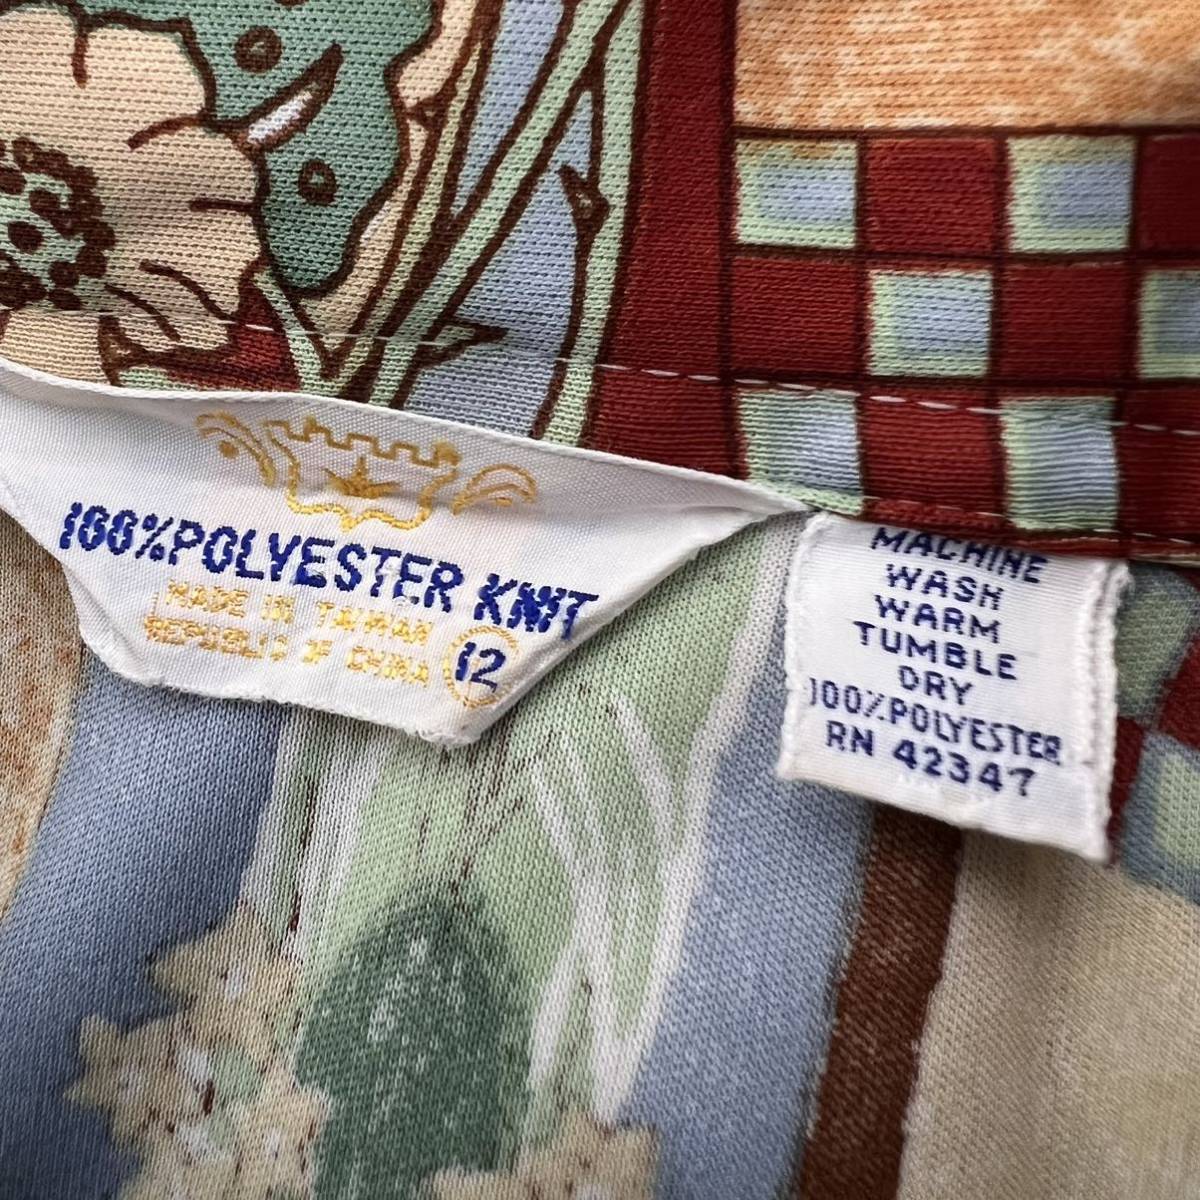 100%POLYESTER KNIT
MADE IN TAIWAN
REPUBLIC OF CHINA
12
MACHINE
WASH
WARM
TUMBLE
DRY
100%POLYESTER
RN 42347